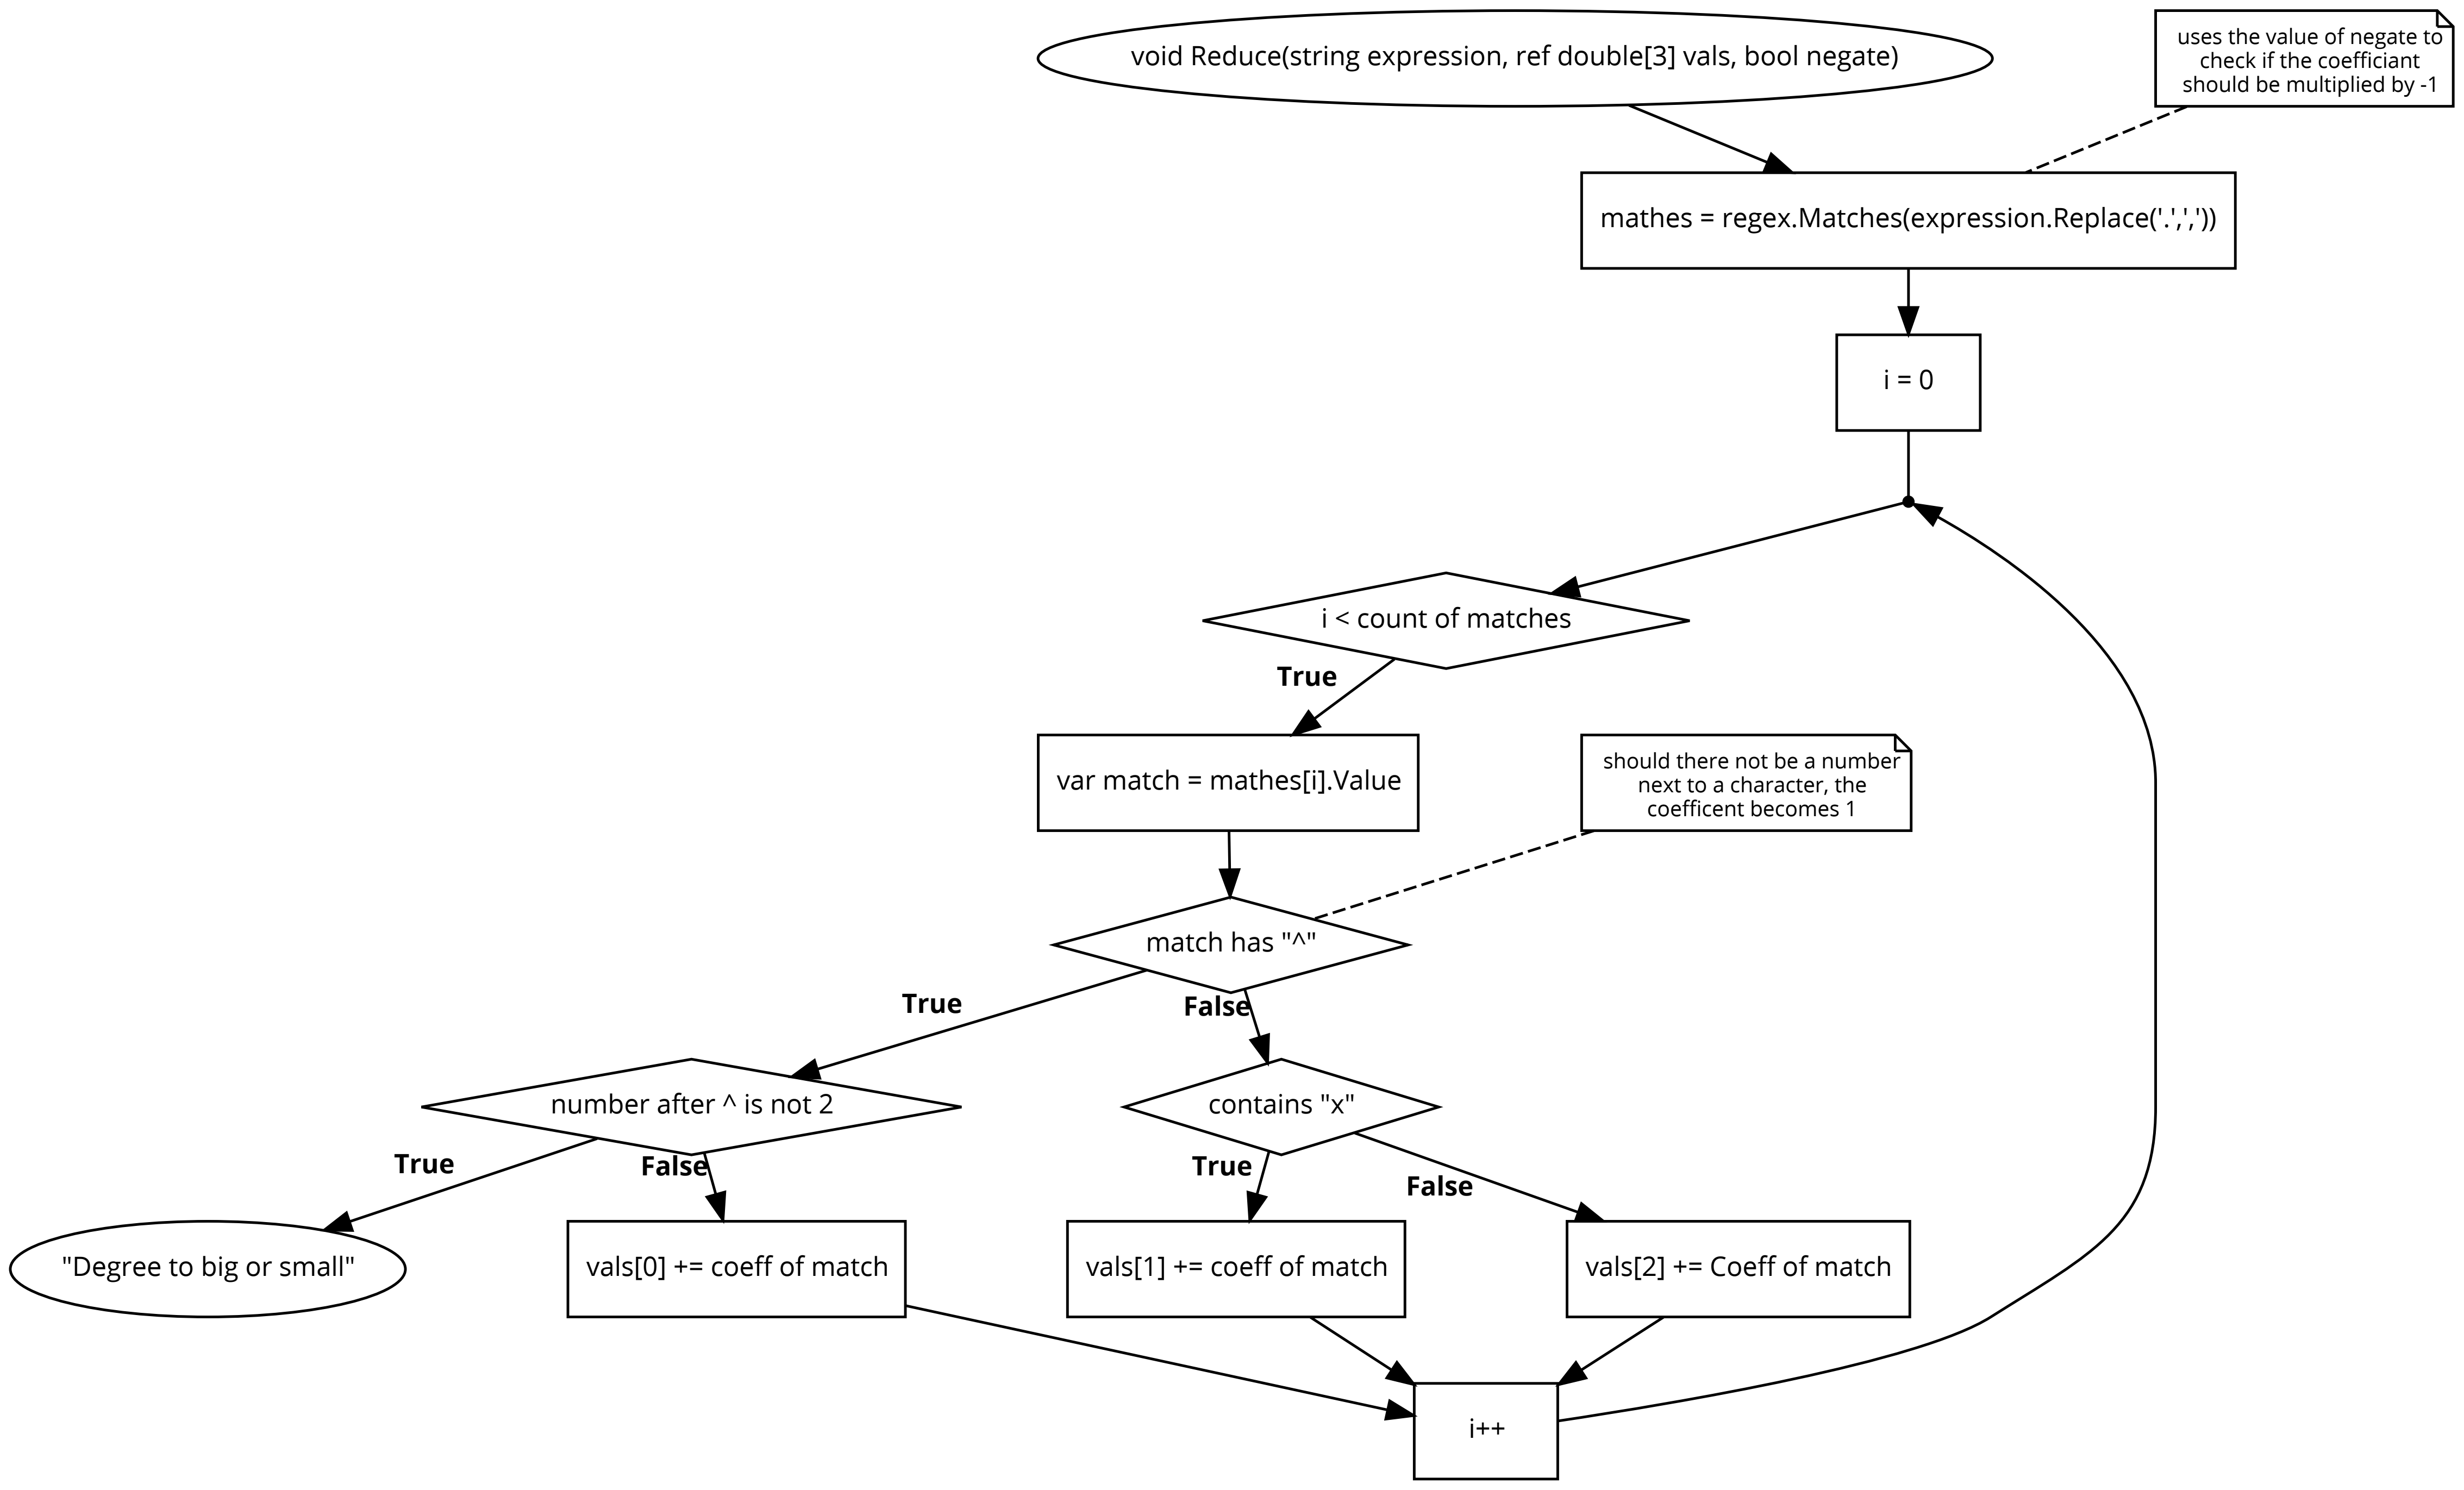 void Reduce(string expression, ref double[3] vals, bool negate)
uses the value of negate to
check if the coefficiant
should be multiplied by -1
mathes = regex.Matches(expression.Replace('.',','))
i = 0
i < count of matches
True
var match = mathes[i].Value
should there not be a number
next to a character, the
coefficent becomes 1
match has "^"
True
False
number after ^ is not 2
contains "x"
True
False
True
False
"Degree to big or small"
vals[0] += coeff of match
vals[1] += coeff of match
vals[2] += Coeff of match
i++